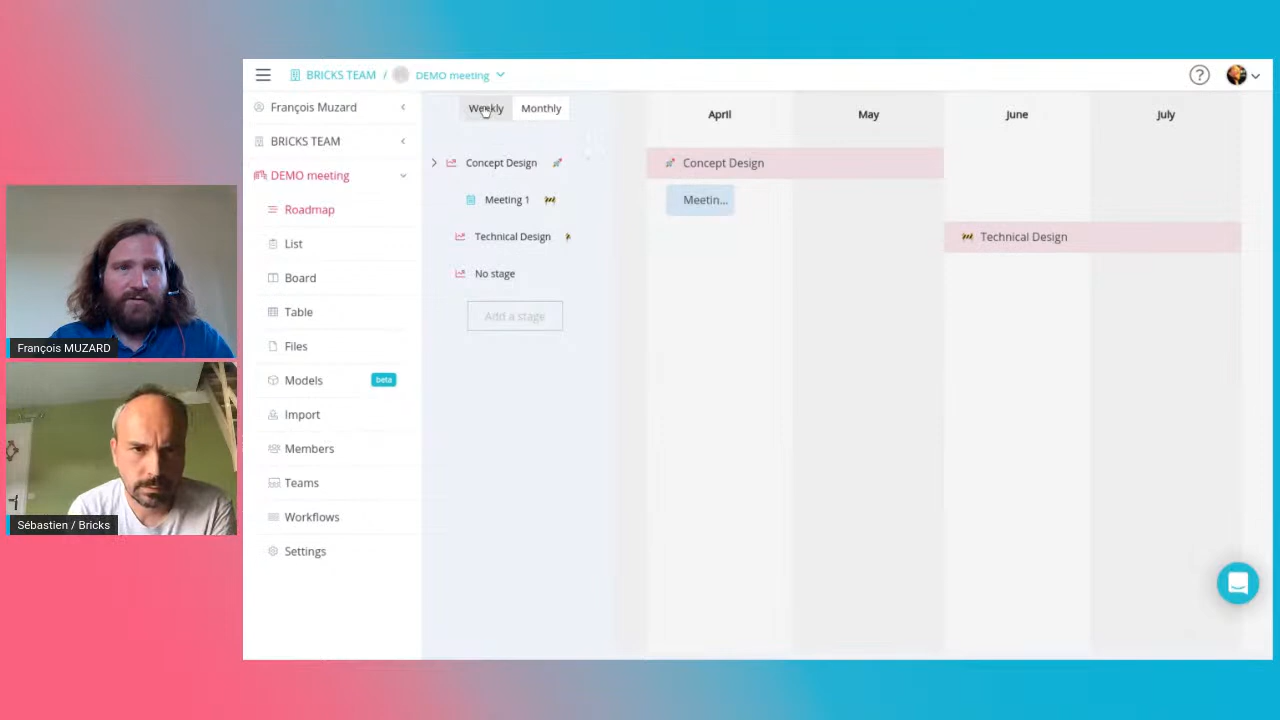 BRICKS TEAM / DEMO meeting
François Muzard
BRICKS TEAM
DEMO meeting
Roadmap
List
Board
Table
Files
Models beta
Import
Members
Teams
Workflows
Settings
Weekly Monthly
Concept Design
Meeting 1
Technical Design
No stage
Add a stage
April May June July
Concept Design
Meetin...
Technical Design
François MUZARD
Sébastien / Bricks